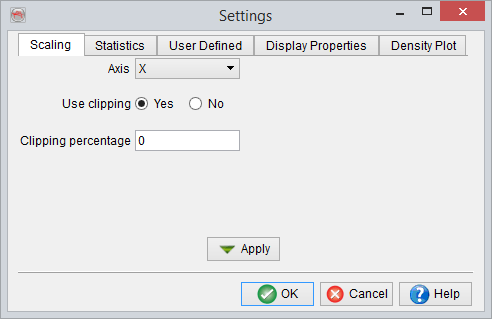 Settings
Scaling Statistics User Defined Display Properties Density Plot
Axis X
Use clipping Yes No
Clipping percentage 0
Apply
OK Cancel Help